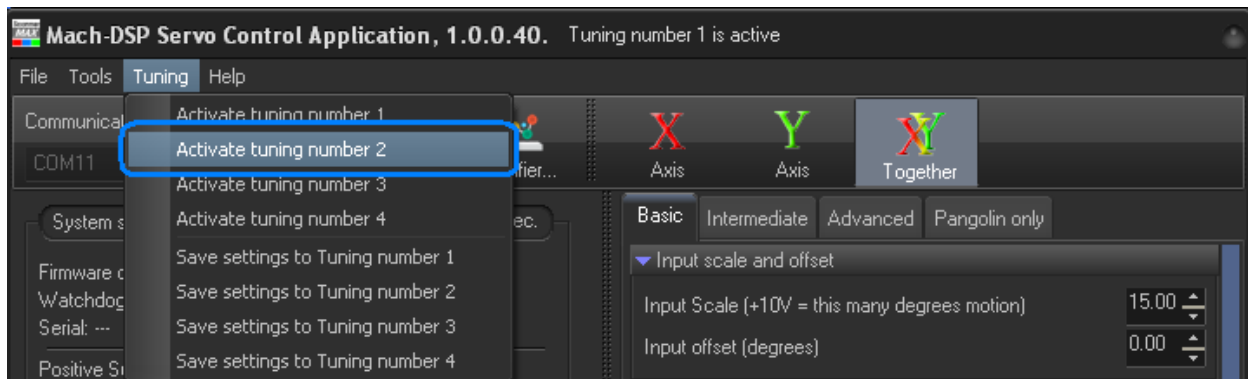 Mach-DSP Servo Control Application, 1.0.0.40. Tuning number 1 is active
File Tools Tuning Help
Activate tuning number 1
Activate tuning number 2
Activate tuning number 3
Activate tuning number 4
Save settings to Tuning number 1
Save settings to Tuning number 2
Save settings to Tuning number 3
Save settings to Tuning number 4
COM11
X Axis
Y Axis
XY Together
Basic Intermediate Advanced Pangolin only
Input scale and offset
Input Scale (+10V = this many degrees motion) 15.00
Input offset (degrees) 0.00
System s
ec.
Firmware
Watchdog
Serial: ---
Positive